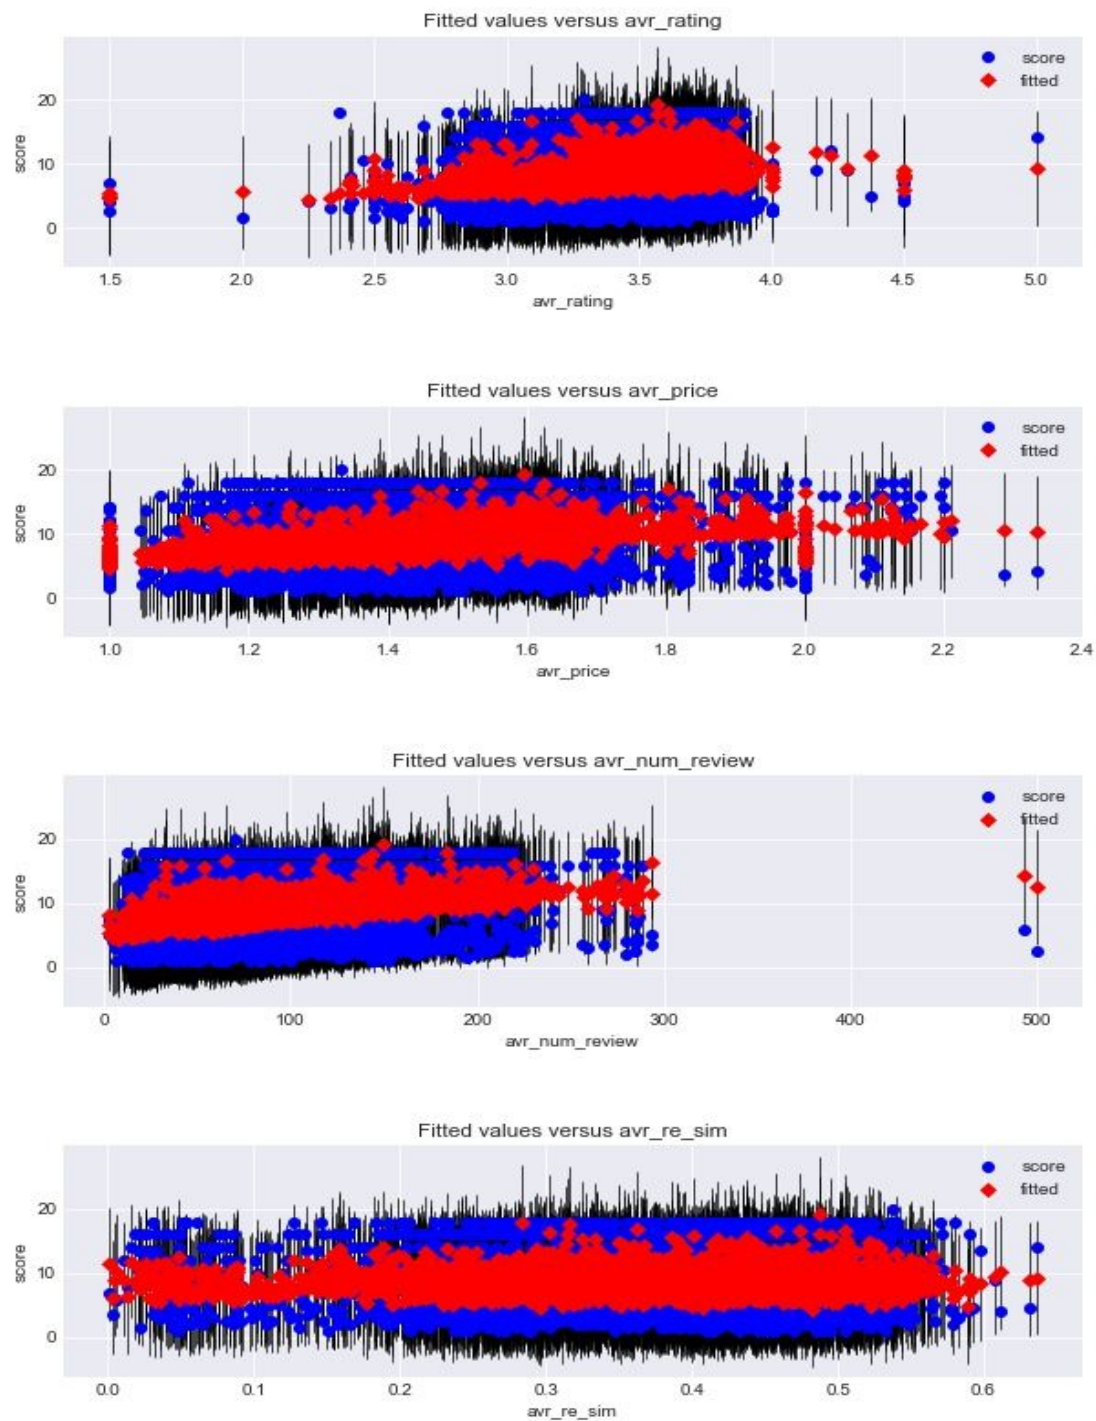 Fitted values versus avr_rating
score
fitted
20
10
0
score
1.5 2.0 2.5 3.0 3.5 4.0 4.5 5.0
avr_rating
Fitted values versus avr_price
score
fitted
20
10
0
score
1.0 1.2 1.4 1.6 1.8 2.0 2.2 2.4
avr_price
Fitted values versus avr_num_review
score
fitted
20
10
0
score
0 100 200 300 400 500
avr_num_review
Fitted values versus avr_re_sim
score
fitted
20
10
0
score
0.0 0.1 0.2 0.3 0.4 0.5 0.6
avr_re_sim